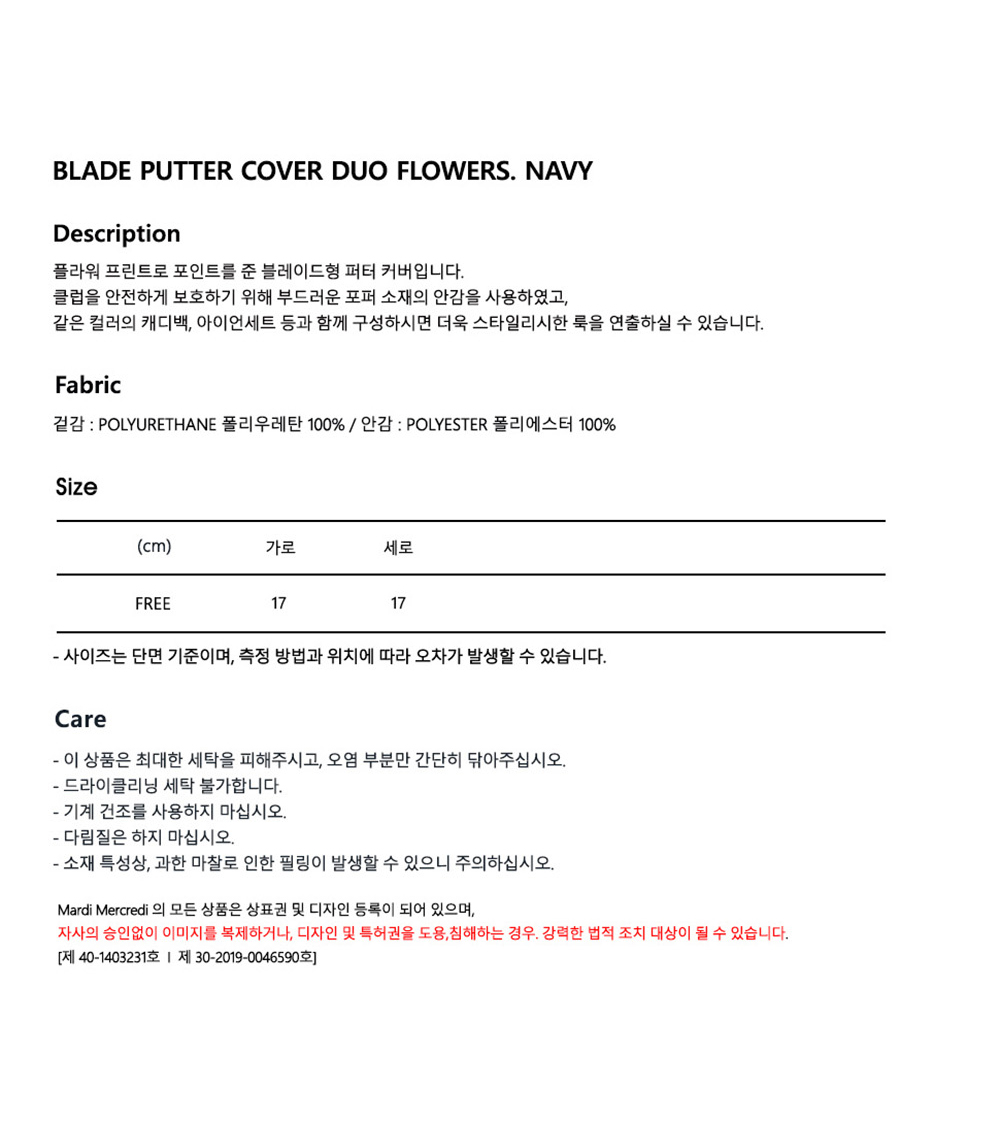 BLADE PUTTER COVER DUO FLOWERS. NAVY
Description
플라워 프린트로 포인트를 준 블레이드형 퍼터 커버입니다.
클럽을 안전하게 보호하기 위해 부드러운 포퍼 소재의 안감을 사용하였고,
같은 컬러의 캐디백, 아이언세트 등과 함께 구성하시면 더욱 스타일리시한 룩을 연출하실 수 있습니다.
Fabric
겉감 : POLYURETHANE 폴리우레탄 100% / 안감 : POLYESTER 폴리에스터 100%
Size
(cm) 가로 세로
FREE 17 17
- 사이즈는 단면 기준이며, 측정 방법과 위치에 따라 오차가 발생할 수 있습니다.
Care
- 이 상품은 최대한 세탁을 피해주시고, 오염 부분만 간단히 닦아주십시오.
- 드라이클리닝 세탁 불가합니다.
- 기계 건조를 사용하지 마십시오.
- 다림질은 하지 마십시오.
- 소재 특성상, 과한 마찰로 인한 필링이 발생할 수 있으니 주의하십시오.
Mardi Mercredi 의 모든 상품은 상표권 및 디자인 등록이 되어 있으며,
자사의 승인없이 이미지를 복제하거나, 디자인 및 특허권을 도용,침해하는 경우. 강력한 법적 조치 대상이 될 수 있습니다.
[제 40-1403231호 ㅣ 제 30-2019-0046590호]